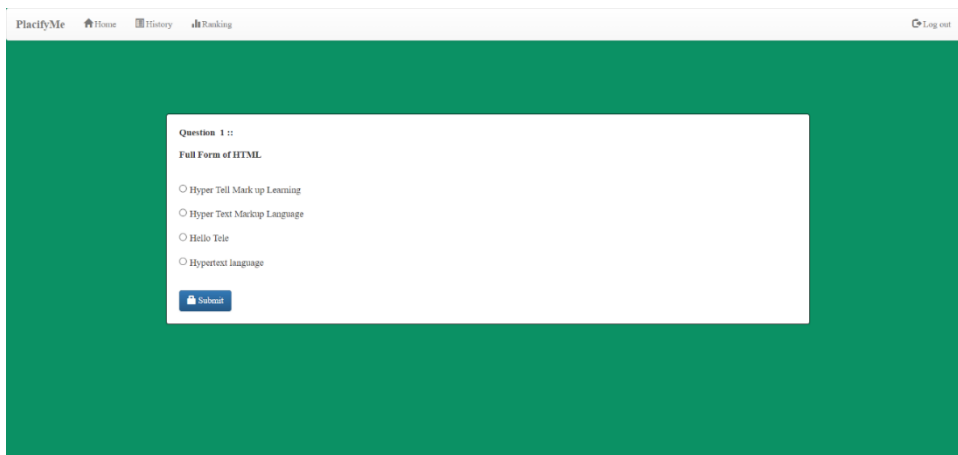 PlacifyMe Home History Ranking Log out
Question 1 ::
Full Form of HTML
Hyper Tell Mark up Learning
Hyper Text Markup Language
Hello Tele
Hypertext language
Submit